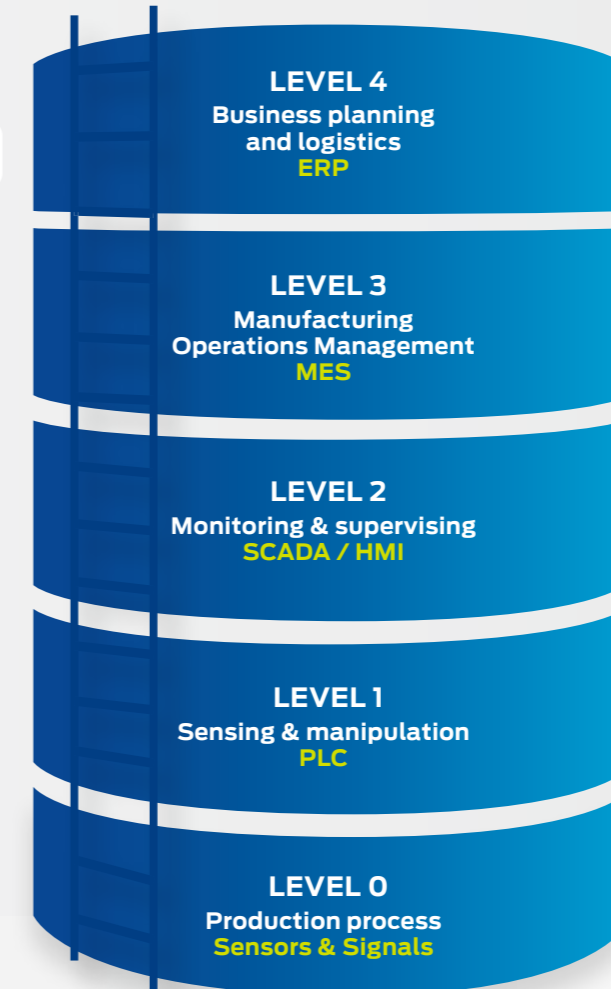 LEVEL 4
Business planning
and logistics
ERP
LEVEL 3
Manufacturing
Operations Management
MES
LEVEL 2
Monitoring & supervising
SCADA / HMI
LEVEL 1
Sensing & manipulation
PLC
LEVEL 0
Production process
Sensors & Signals